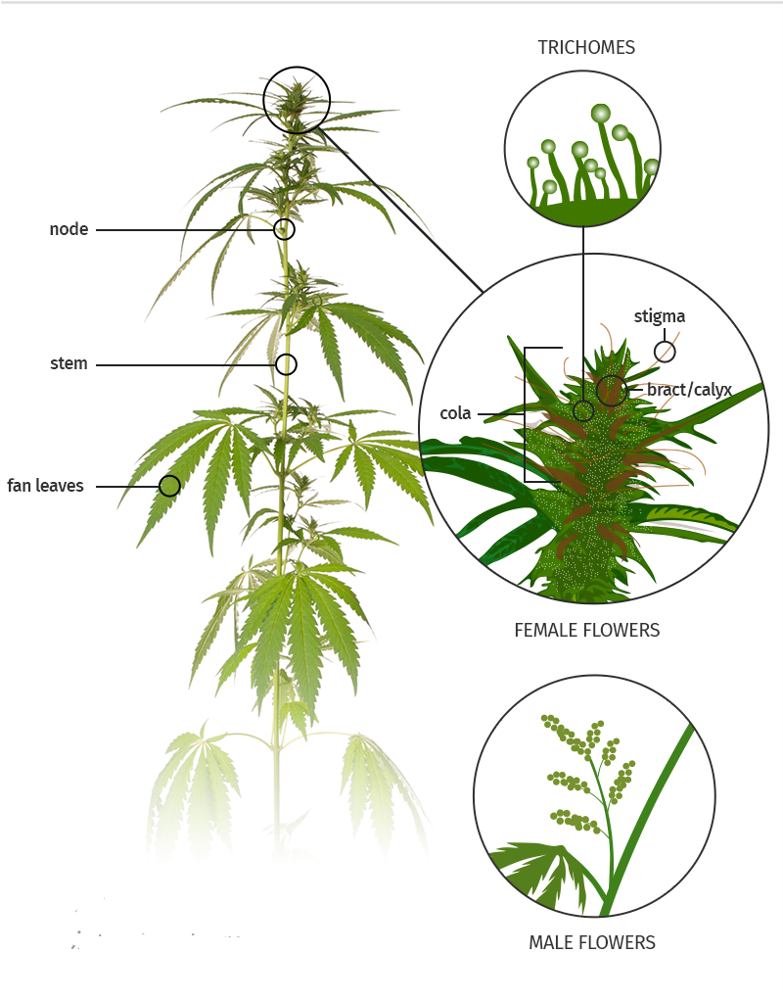 TRICHOMES
node
stigma
stem
bract/calyx
cola
fan leaves
FEMALE FLOWERS
MALE FLOWERS